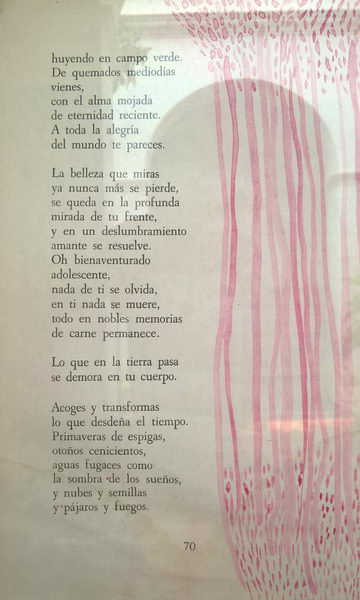 huyendo en campo verde.
De quemados mediodías
vienes,
con el alma mojada
de eternidad reciente.
A toda la alegría
del mundo te pareces.
La belleza que miras
ya nunca más se pierde,
se queda en la profunda
mirada de tu frente,
y en un deslumbramiento
amante se resuelve.
Oh bienaventurado
adolescente,
nada de ti se olvida,
en ti nada se muere,
todo en nobles memorias
de carne permanece.
Lo que en la tierra pasa
se demora en tu cuerpo.
Acoges y transformas
lo que desdeña el tiempo.
Primaveras de espigas,
otoños cenicientos,
aguas fugaces como
la sombra de los sueños,
y nubes y semillas
y pájaros y fuegos.
70